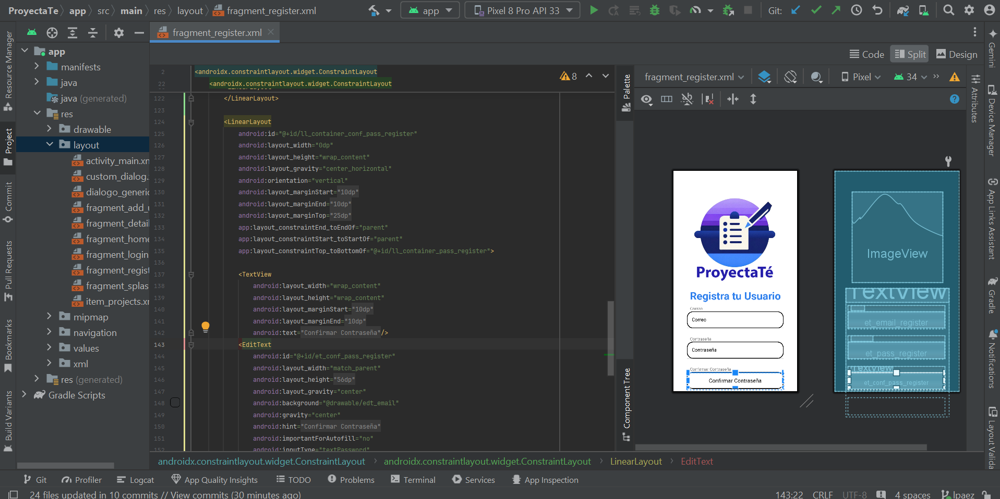 ProyectaTe app src main res layout fragment_register.xml app Pixel 8 Pro API 33 Git:
fragment_register.xml
Code Split Design
Resource Manager
Project
Commit
Pull Requests
Bookmarks
Build Variants
app
manifests
java
java (generated)
res
drawable
layout
activity_main.xm
custom_dialog.
dialogo_generic
fragment_add_u
fragment_detail
fragment_home
fragment_login
fragment_regist
fragment_splas
item_projects.xm
mipmap
navigation
values
xml
res (generated)
Gradle Scripts
2 <androidx.constraintlayout.widget.ConstraintLayout
22 <androidx.constraintlayout.widget.ConstraintLayout
8
122 </LinearLayout>
123
124 <LinearLayout
125 android:id="@+id/ll_container_conf_pass_register"
126 android:layout_width="0dp"
127 android:layout_height="wrap_content"
128 android:layout_gravity="center_horizontal"
129 android:orientation="vertical"
130 android:layout_marginStart="10dp"
131 android:layout_marginEnd="10dp"
132 android:layout_marginTop="25dp"
133 app:layout_constraintEnd_toEndOf="parent"
134 app:layout_constraintStart_toStartOf="parent"
135 app:layout_constraintTop_toBottomOf="@+id/ll_container_pass_register">
136
137 <TextView
138 android:layout_width="wrap_content"
139 android:layout_height="wrap_content"
140 android:layout_marginStart="10dp"
141 android:layout_marginEnd="10dp"
142 android:text="Confirmar Contraseña"/>
143 <EditText
144 android:id="@+id/et_conf_pass_register"
145 android:layout_width="match_parent"
146 android:layout_height="56dp"
147 android:layout_gravity="center"
148 android:background="@drawable/edt_email"
149 android:gravity="center"
150 android:hint="Confirmar Contraseña"
151 android:importantForAutofill="no"
152 android:inputType="textPassword"
Palette
Component Tree
fragment_register.xml Pixel 34
ProyectaTé
Registra tu Usuario
Correo
Correo
Contraseña
Contraseña
Confirmar Contraseña
Confirmar Contraseña
ImageView
TextView
et_email_register
et_pass_register
TextView
et_conf_pass_register
Attributes
Gemini
Device Manager
App Links Assistant
Gradle
Notifications
Layout Valida
androidx.constraintlayout.widget.ConstraintLayout androidx.constraintlayout.widget.ConstraintLayout LinearLayout EditText
Git Profiler Logcat App Quality Insights TODO Problems Terminal Services App Inspection
24 files updated in 10 commits // View commits (30 minutes ago) 143:22 CRLF UTF-8 4 spaces lpaez